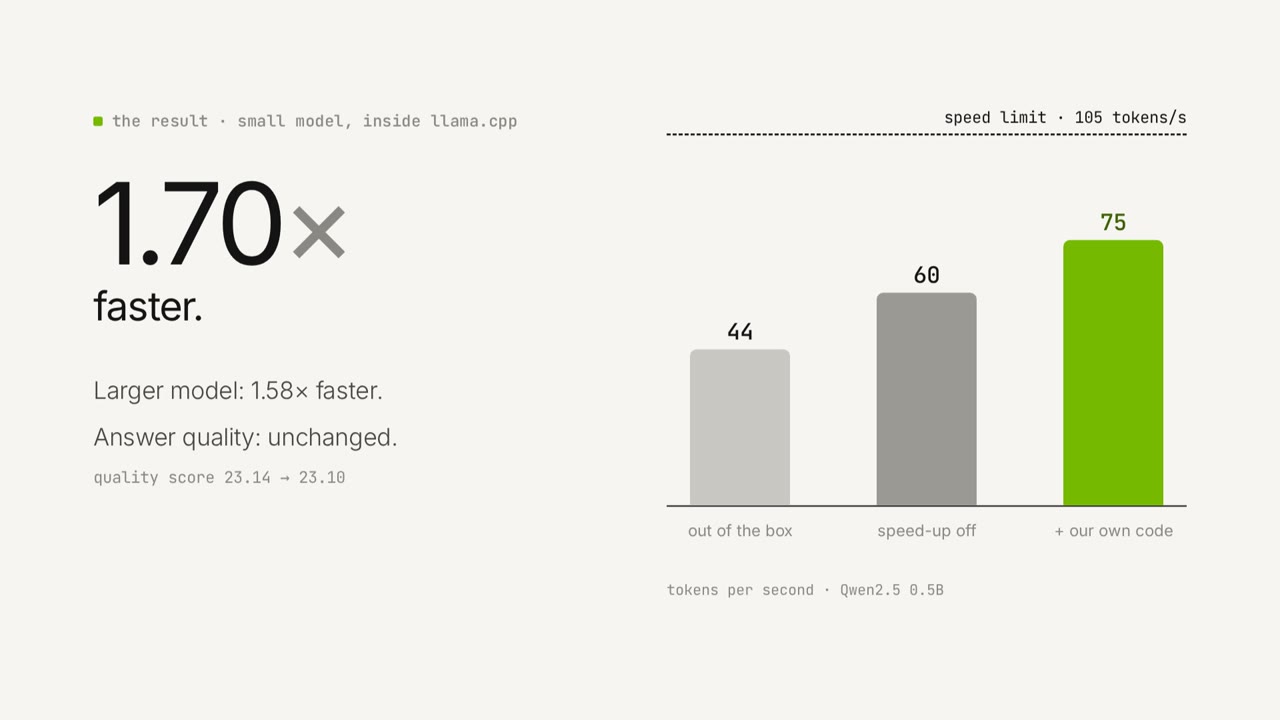 the result · small model, inside llama.cpp
1.70×
faster.
Larger model: 1.58× faster.
Answer quality: unchanged.
quality score 23.14 → 23.10
speed limit · 105 tokens/s
44
60
75
out of the box
speed-up off
+ our own code
tokens per second · Qwen2.5 0.5B